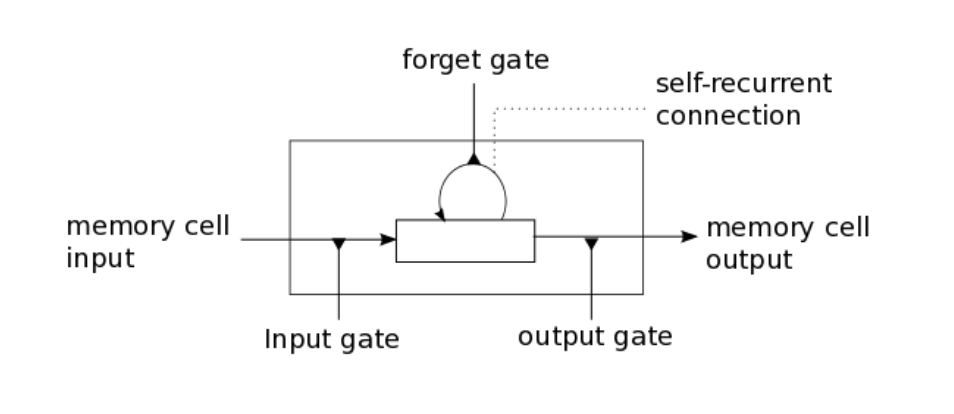 forget gate
self-recurrent
connection
memory cell
input
memory cell
output
Input gate
output gate